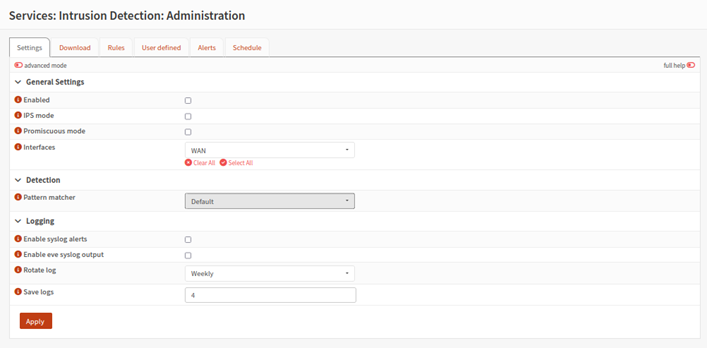 Services: Intrusion Detection: Administration
Settings Download Rules User defined Alerts Schedule
advanced mode full help
General Settings
Enabled
IPS mode
Promiscuous mode
Interfaces WAN
Clear All Select All
Detection
Pattern matcher Default
Logging
Enable syslog alerts
Enable eve syslog output
Rotate log Weekly
Save logs 4
Apply